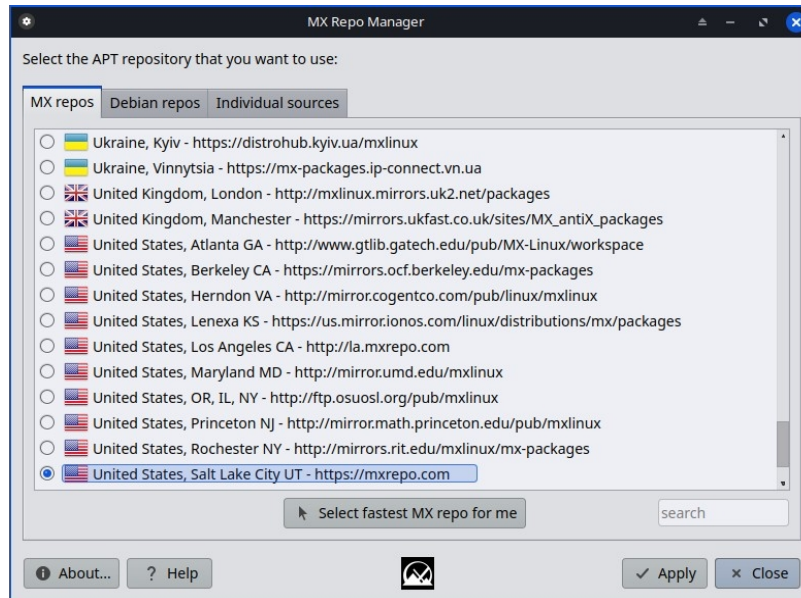 MX Repo Manager
Select the APT repository that you want to use:
MX repos Debian repos Individual sources
Ukraine, Kyiv - https://distrohub.kyiv.ua/mxlinux
Ukraine, Vinnytsia - https://mx-packages.ip-connect.vn.ua
United Kingdom, London - http://mxlinux.mirrors.uk2.net/packages
United Kingdom, Manchester - https://mirrors.ukfast.co.uk/sites/MX_antiX_packages
United States, Atlanta GA - http://www.gtlib.gatech.edu/pub/MX-Linux/workspace
United States, Berkeley CA - https://mirrors.ocf.berkeley.edu/mx-packages
United States, Herndon VA - http://mirror.cogentco.com/pub/linux/mxlinux
United States, Lenexa KS - https://us.mirror.ionos.com/linux/distributions/mx/packages
United States, Los Angeles CA - http://la.mxrepo.com
United States, Maryland MD - http://mirror.umd.edu/mxlinux
United States, OR, IL, NY - http://ftp.osuosl.org/pub/mxlinux
United States, Princeton NJ - http://mirror.math.princeton.edu/pub/mxlinux
United States, Rochester NY - http://mirrors.rit.edu/mxlinux/mx-packages
United States, Salt Lake City UT - https://mxrepo.com
Select fastest MX repo for me search
About... ? Help Apply Close